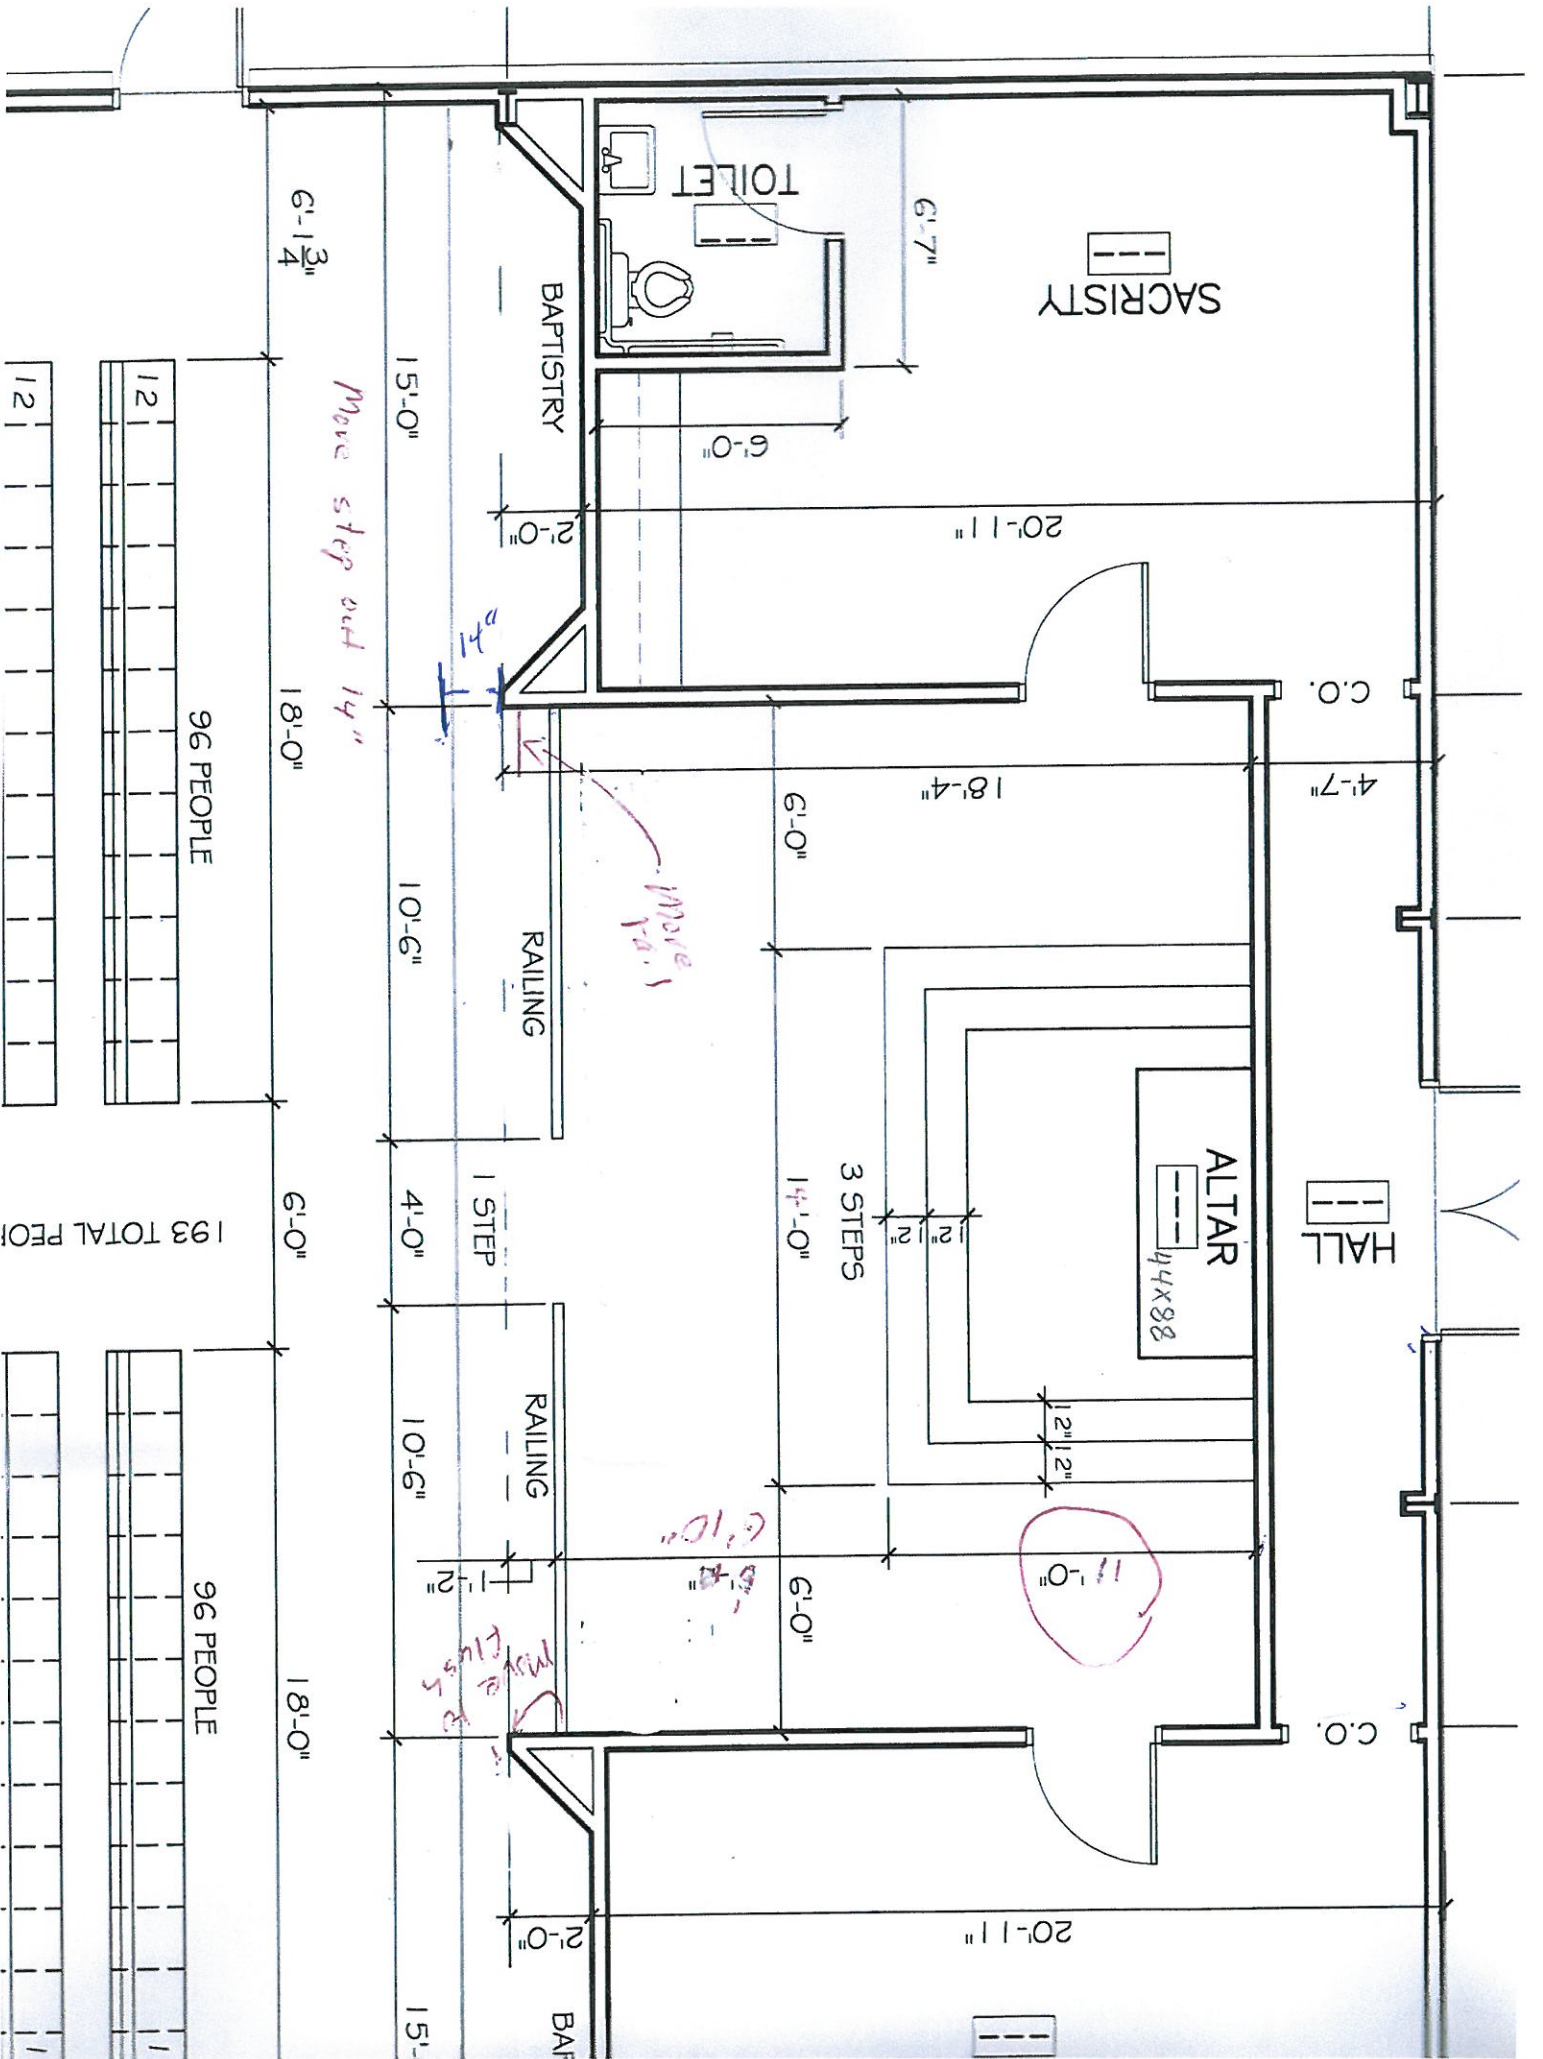 HALL
C.O.
C.O.
4'-7"
SACRISTY
ALTAR
44x88
20'-11"
18'-4"
12"
12"
12"
12"
11'-0"
20'-11"
6'-7"
3 STEPS
TOILET
6'-0"
6'-0"
14'-0"
6'-0"
6'10"
Move
rail
BAPTISTRY
2'-0"
RAILING
1 STEP
RAILING
1'-2"
Move
Flush
2'-0"
14"
15'-0"
10'-6"
4'-0"
10'-6"
15'-
Move step out 14"
6'-1 3/4"
18'-0"
6'-0"
18'-0"
96 PEOPLE
193 TOTAL PEO
96 PEOPLE
12
12